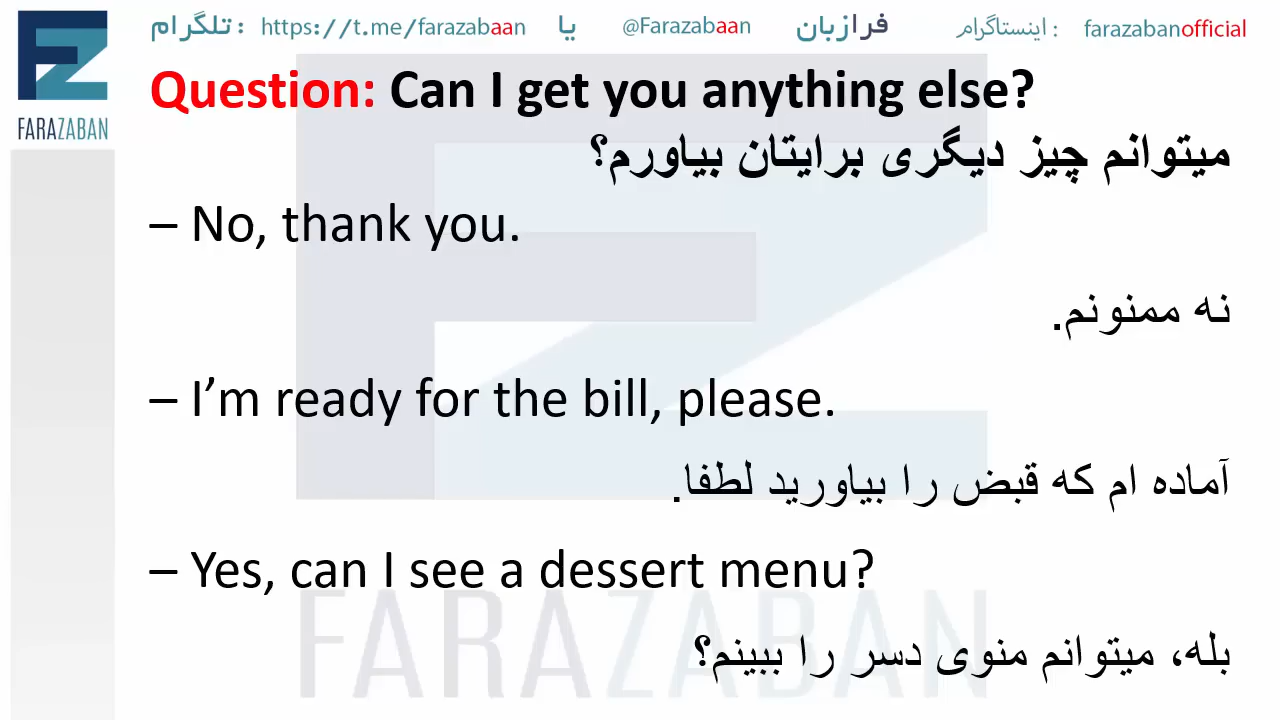 تلگرام : https://t.me/farazabaan یا @Farazabaan فرازبان اینستاگرام : farazabanofficial
FZ
FARAZABAN
Question: Can I get you anything else?
میتوانم چیز دیگری برایتان بیاورم؟
– No, thank you.
نه ممنونم.
– I’m ready for the bill, please.
آماده ام که قبض را بیاورید لطفا.
– Yes, can I see a dessert menu?
بله، میتوانم منوی دسر را ببینم؟
FARAZABAN